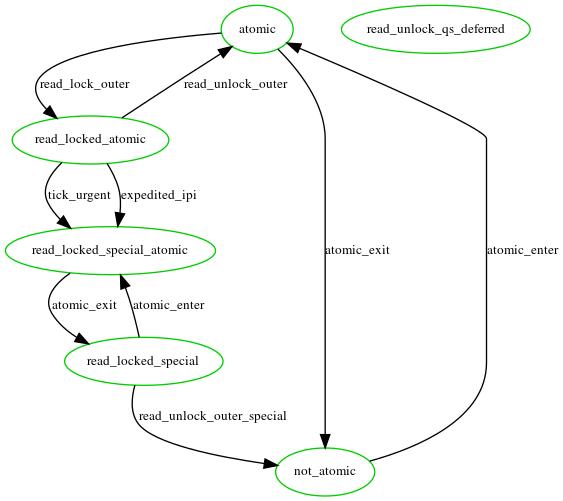 atomic
read_unlock_qs_deferred
read_lock_outer
read_unlock_outer
read_locked_atomic
tick_urgent
expedited_ipi
read_locked_special_atomic
atomic_exit
atomic_enter
atomic_exit
atomic_enter
read_locked_special
read_unlock_outer_special
not_atomic